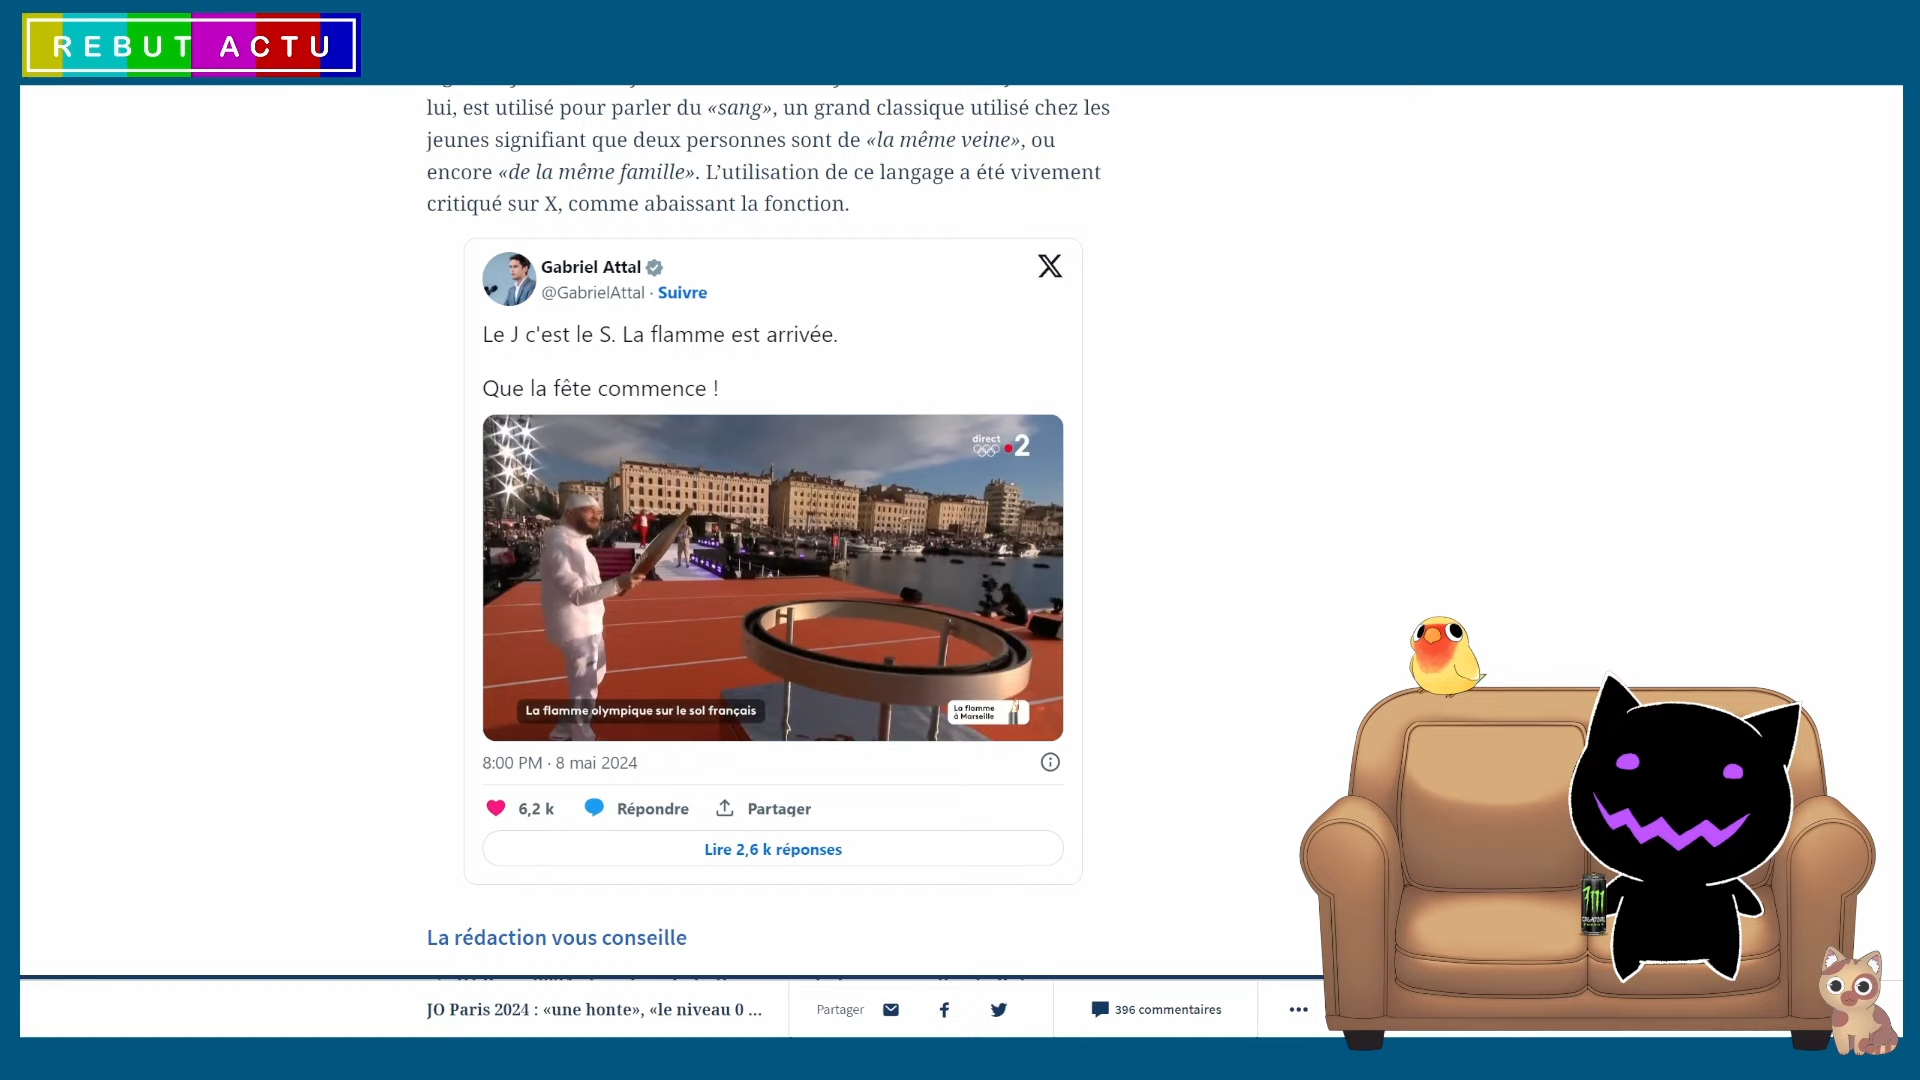 REBUT ACTU
lui, est utilisé pour parler du «sang», un grand classique utilisé chez les
jeunes signifiant que deux personnes sont de «la même veine», ou
encore «de la même famille». L’utilisation de ce langage a été vivement
critiqué sur X, comme abaissant la fonction.
Gabriel Attal
@GabrielAttal · Suivre
Le J c'est le S. La flamme est arrivée.
Que la fête commence !
direct
2
La flamme olympique sur le sol français
La flamme
à Marseille
8:00 PM · 8 mai 2024
6,2 k Répondre Partager
Lire 2,6 k réponses
La rédaction vous conseille
JO Paris 2024 : «une honte», «le niveau 0 ...
Partager
396 commentaires